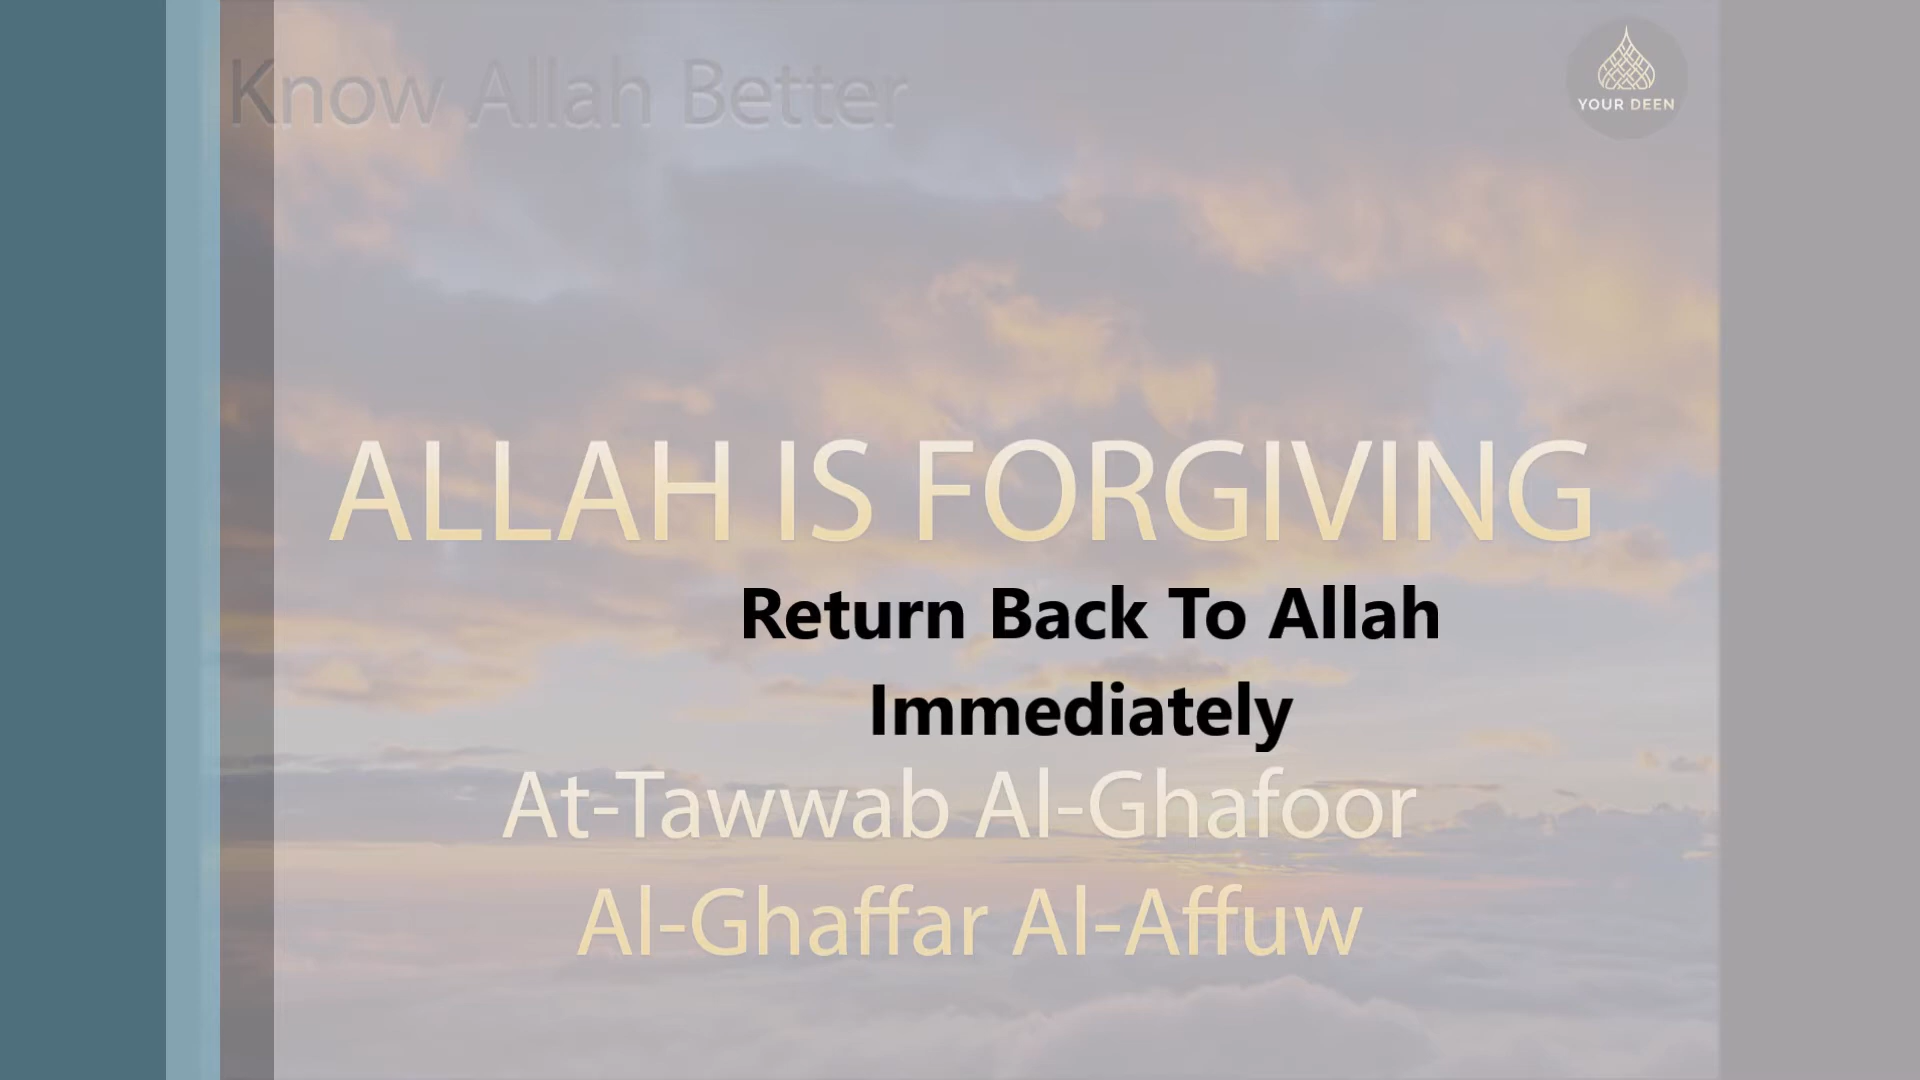 Know Allah Better
YOUR DEEN
ALLAH IS FORGIVING
Return Back To Allah
Immediately
At-Tawwab Al-Ghafoor
Al-Ghaffar Al-Affuw